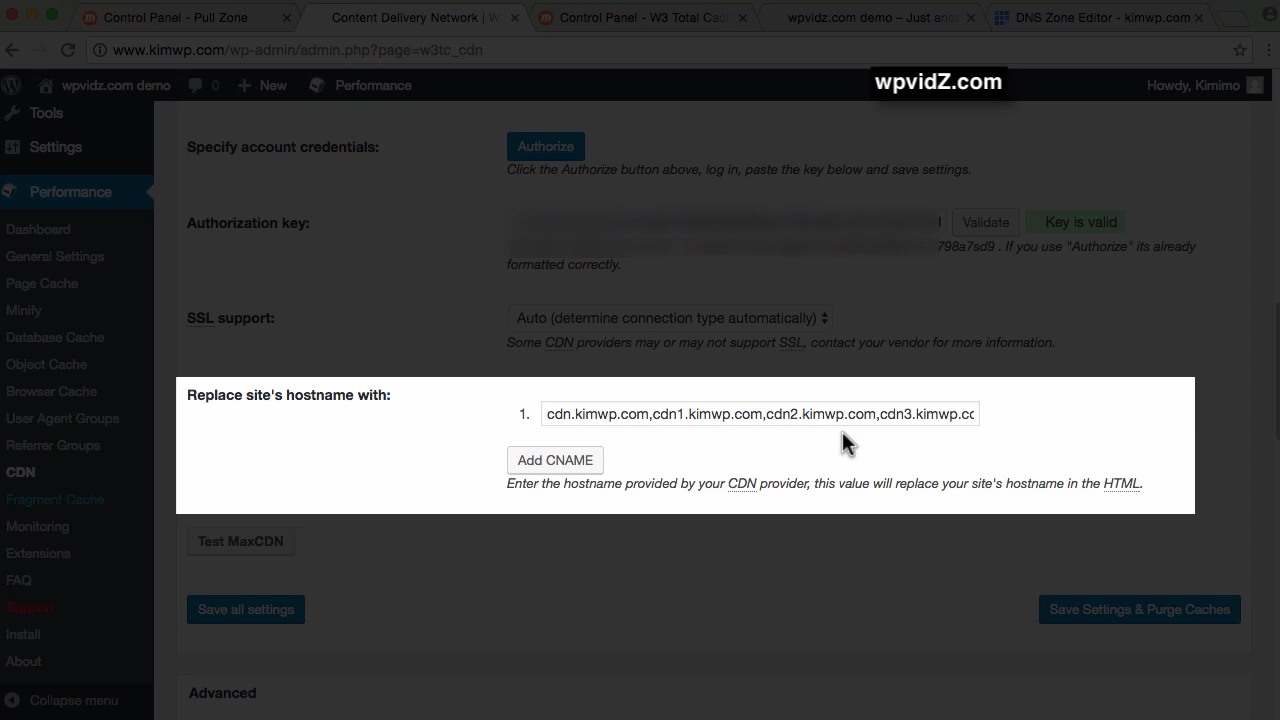 Control Panel - Pull Zone
Content Delivery Network | W
Control Panel - W3 Total Cac
wpvidz.com demo – Just an
DNS Zone Editor - kimwp.com
www.kimwp.com/wp-admin/admin.php?page=w3tc_cdn
wpvidz.com demo
0
New
Performance
wpvidZ.com
Howdy, Kimimo
Tools
Settings
Performance
Dashboard
General Settings
Page Cache
Minify
Database Cache
Object Cache
Browser Cache
User Agent Groups
Referrer Groups
CDN
Fragment Cache
Monitoring
Extensions
FAQ
Support
Install
About
Collapse menu
Specify account credentials:
Authorize
Click the Authorize button above, log in, paste the key below and save settings.
Authorization key:
Validate
Key is valid
798a7sd9 . If you use "Authorize" its already
formatted correctly.
SSL support:
Auto (determine connection type automatically)
Some CDN providers may or may not support SSL, contact your vendor for more information.
Replace site's hostname with:
1.
cdn.kimwp.com,cdn1.kimwp.com,cdn2.kimwp.com,cdn3.kimwp.cc
Add CNAME
Enter the hostname provided by your CDN provider, this value will replace your site's hostname in the HTML.
Test MaxCDN
Save all settings
Save Settings & Purge Caches
Advanced